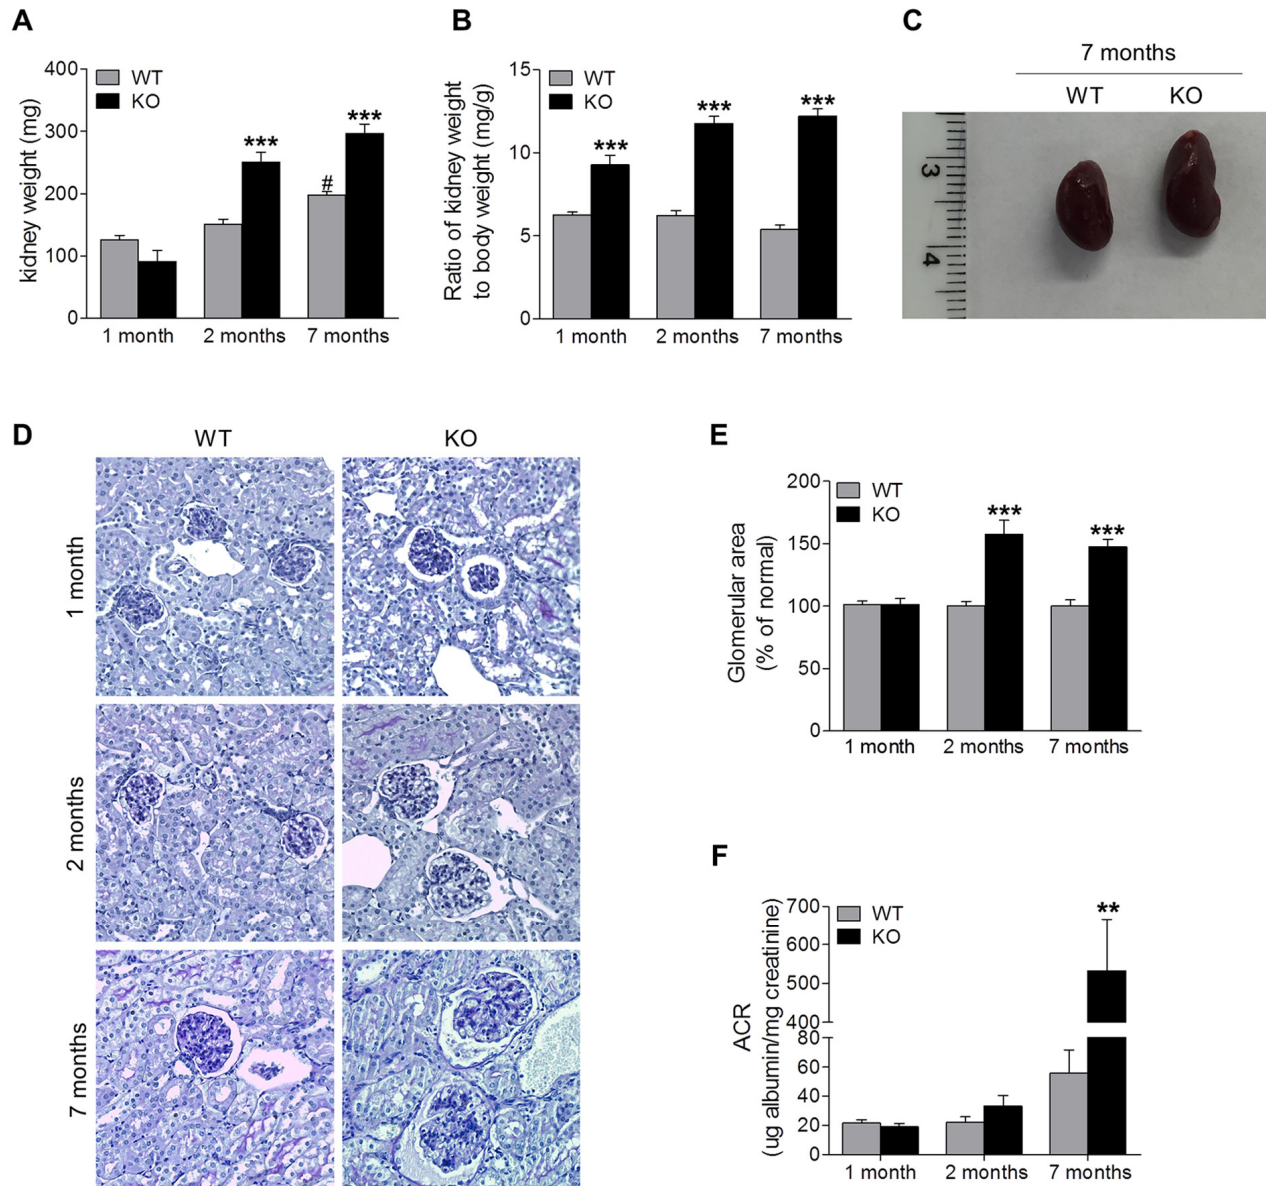 A
kidney weight (mg)
400
300
200
100
0
WT
KO
***
***
#
1 month
2 months
7 months
B
Ratio of kidney weight
to body weight (mg/g)
15
10
5
0
WT
KO
***
***
***
1 month
2 months
7 months
C
7 months
WT
KO
3
4
D
WT
KO
1 month
2 months
7 months
E
Glomerular area
(% of normal)
200
150
100
50
0
WT
KO
***
***
1 month
2 months
7 months
F
ACR
(ug albumin/mg creatinine)
700
600
500
400
80
60
40
20
0
WT
KO
**
1 month
2 months
7 months